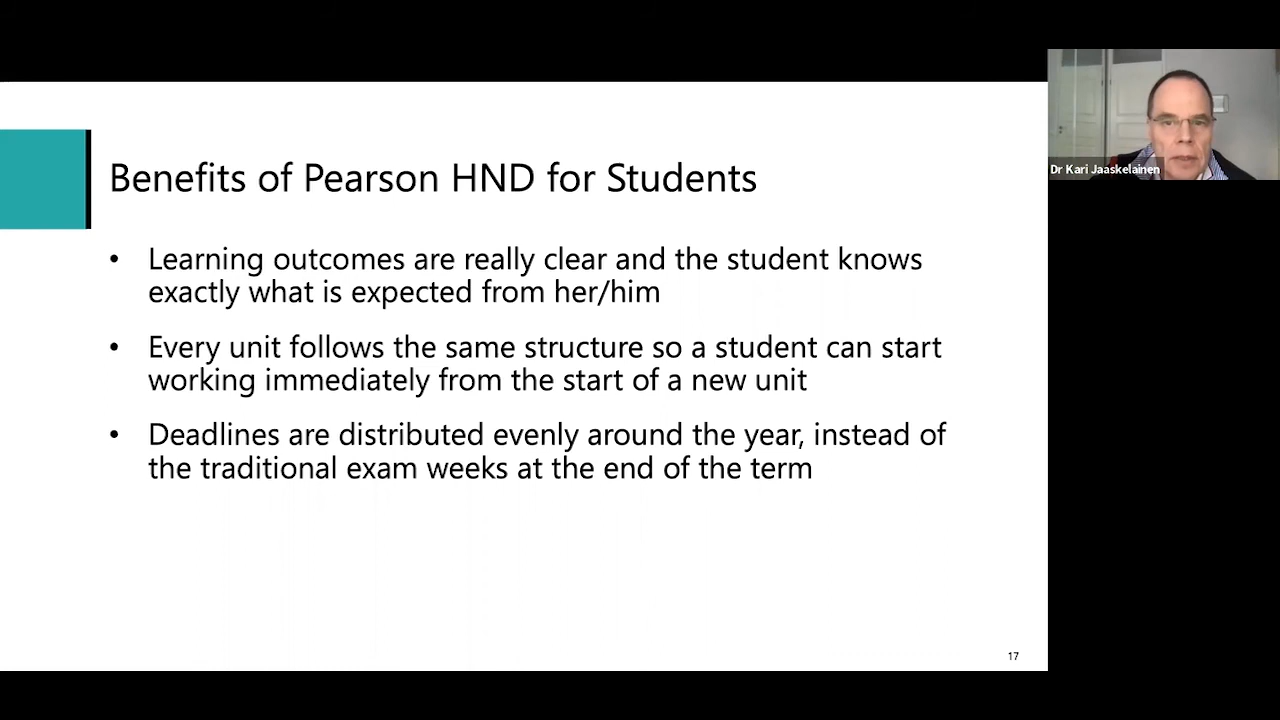 Benefits of Pearson HND for Students
• Learning outcomes are really clear and the student knows
exactly what is expected from her/him
• Every unit follows the same structure so a student can start
working immediately from the start of a new unit
• Deadlines are distributed evenly around the year, instead of
the traditional exam weeks at the end of the term
17
Dr Kari Jaaskelainen